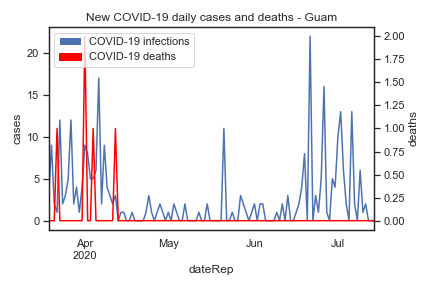 New COVID-19 daily cases and deaths - Guam
COVID-19 infections
COVID-19 deaths
20
15
10
5
0
cases
2.00
1.75
1.50
1.25
1.00
0.75
0.50
0.25
0.00
deaths
Apr May Jun Jul
2020
dateRep